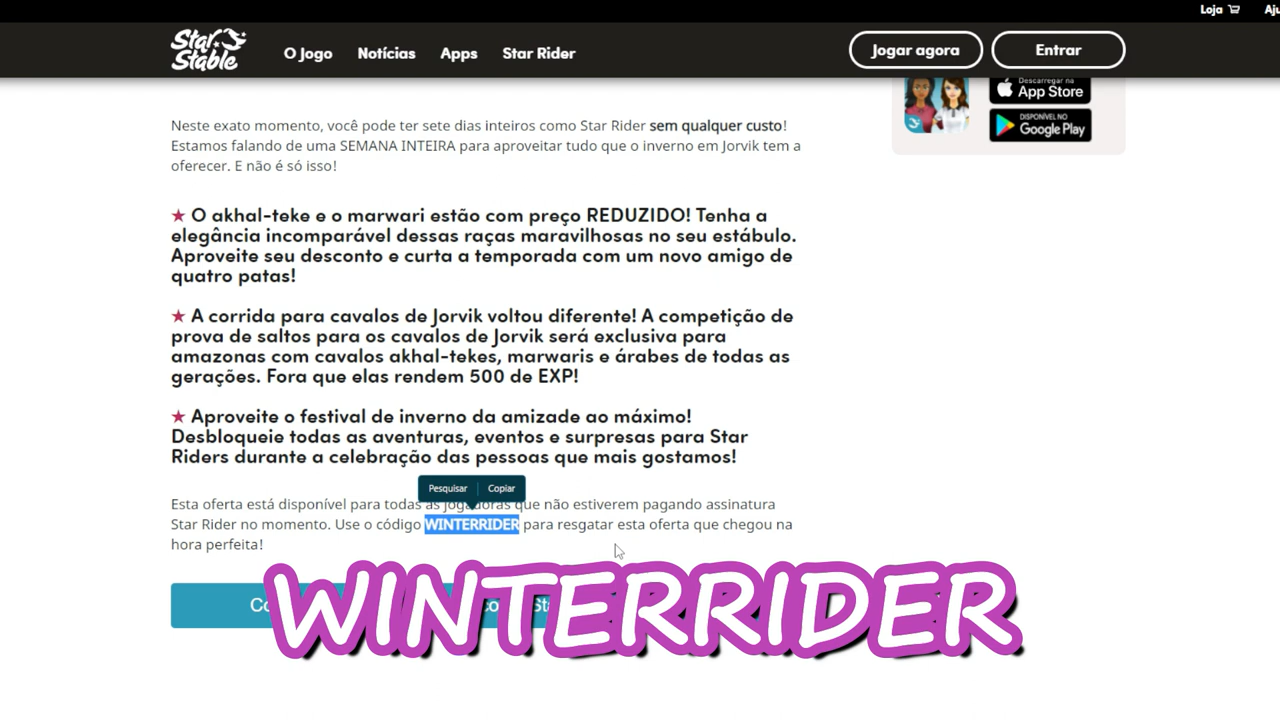 Loja
Star Stable
O Jogo Notícias Apps Star Rider Jogar agora Entrar
Descarregar na
App Store
DISPONÍVEL NO
Google Play
Neste exato momento, você pode ter sete dias inteiros como Star Rider sem qualquer custo!
Estamos falando de uma SEMANA INTEIRA para aproveitar tudo que o inverno em Jorvik tem a
oferecer. E não é só isso!
★ O akhal-teke e o marwari estão com preço REDUZIDO! Tenha a
elegância incomparável dessas raças maravilhosas no seu estábulo.
Aproveite seu desconto e curta a temporada com um novo amigo de
quatro patas!
★ A corrida para cavalos de Jorvik voltou diferente! A competição de
prova de saltos para os cavalos de Jorvik será exclusiva para
amazonas com cavalos akhal-tekes, marwaris e árabes de todas as
gerações. Fora que elas rendem 500 de EXP!
★ Aproveite o festival de inverno da amizade ao máximo!
Desbloqueie todas as aventuras, eventos e surpresas para Star
Riders durante a celebração das pessoas que mais gostamos!
Pesquisar Copiar
Esta oferta está disponível para todas as jogadoras que não estiverem pagando assinatura
Star Rider no momento. Use o código WINTERRIDER para resgatar esta oferta que chegou na
hora perfeita!
WINTERRIDER